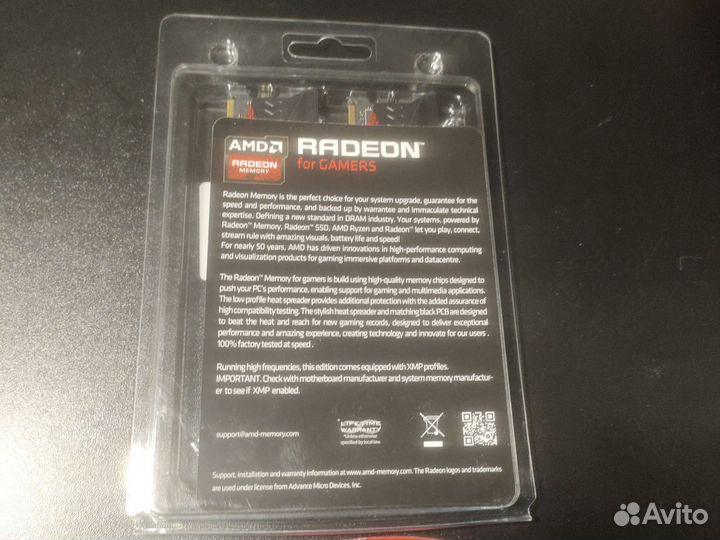 AMD RADEON™
RADEON
MEMORY
for GAMERS
Radeon Memory is the perfect choice for your system upgrade, guarantee for the
speed and performance, and backed up by warrantee and immaculate technical
expertise. Defining a new standard in DRAM industry. Your systems, powered by
Radeon™ Memory, Radeon™ SSD, AMD Ryzen and Radeon™ let you play, connect,
stream rule with amazing visuals, battery life and speed!
For nearly 50 years, AMD has driven innovations in high-performance computing
and visualization products for gaming immersive platforms and datacentre.
The Radeon™ Memory for gamers is build using high-quality memory chips designed to
push your PC's performance, enabling support for gaming and multimedia applications.
The low profile heat spreader provides additional protection with the added assurance of
high compatibility testing. The stylish heat spreader and matching black PCB are designed
to beat the heat and reach for new gaming records, designed to deliver exceptional
performance and amazing experience, creating technology and innovate for our users .
100% factory tested at speed .
Running high frequencies, this edition comes equipped with XMP profiles.
IMPORTANT. Check with motherboard manufacturer and system memory manufactur-
er to see if XMP enabled.
LIFE-TIME
WARRANTY
support@amd-memory.com
*Unless otherwise
specified by local law.
Support, installation and warranty information at www.amd-memory.com. The Radeon logos and trademarks
are used under license from Advance Micro Devices, Inc.
Avito